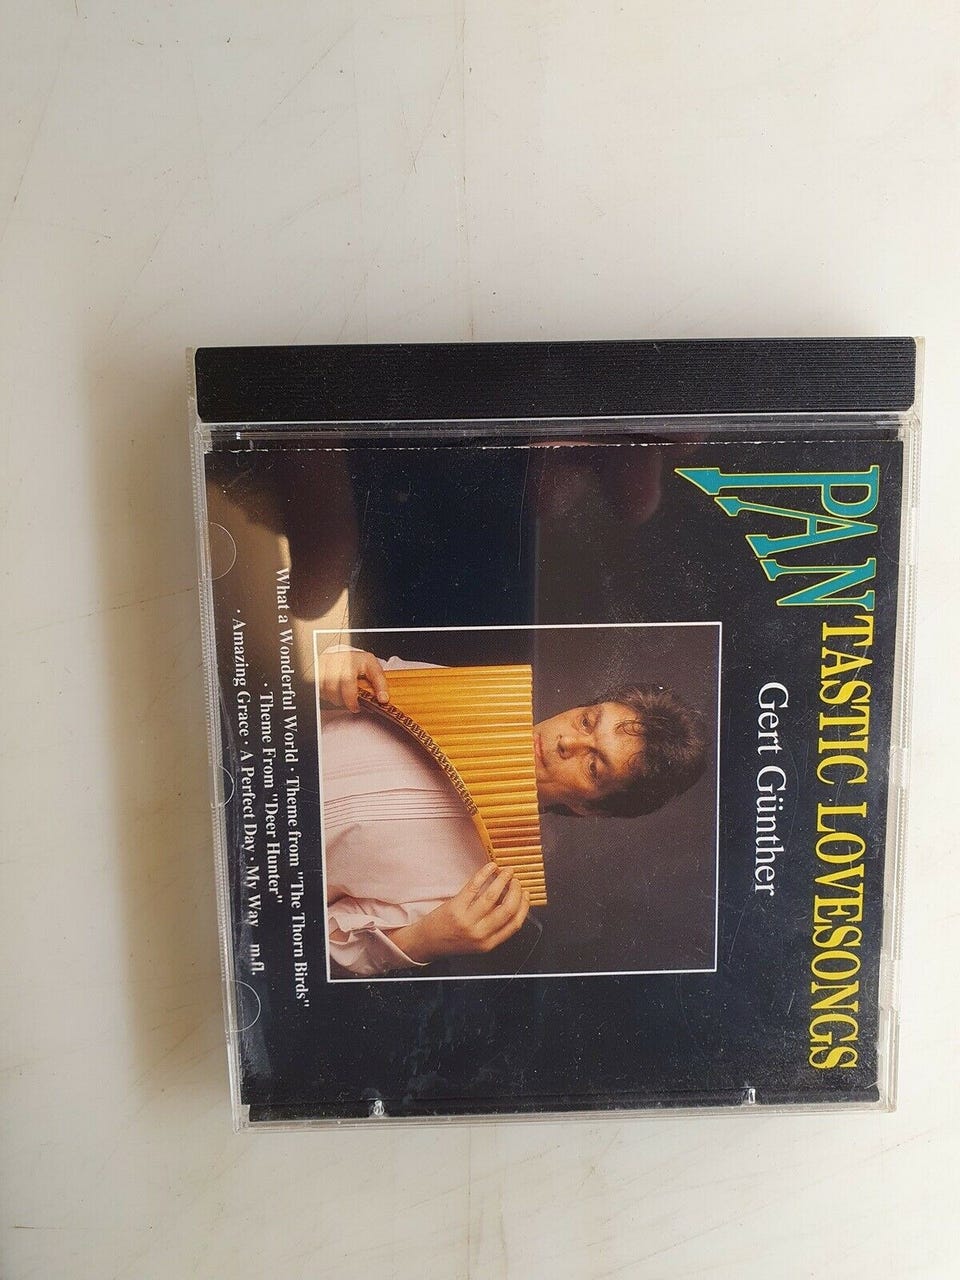 PANTASTIC LOVESONGS
Gert Günther
What a Wonderful World · Theme from "The Thorn Birds"
· Theme From "Deer Hunter"
· Amazing Grace · A Perfect Day · My Way m.fl.